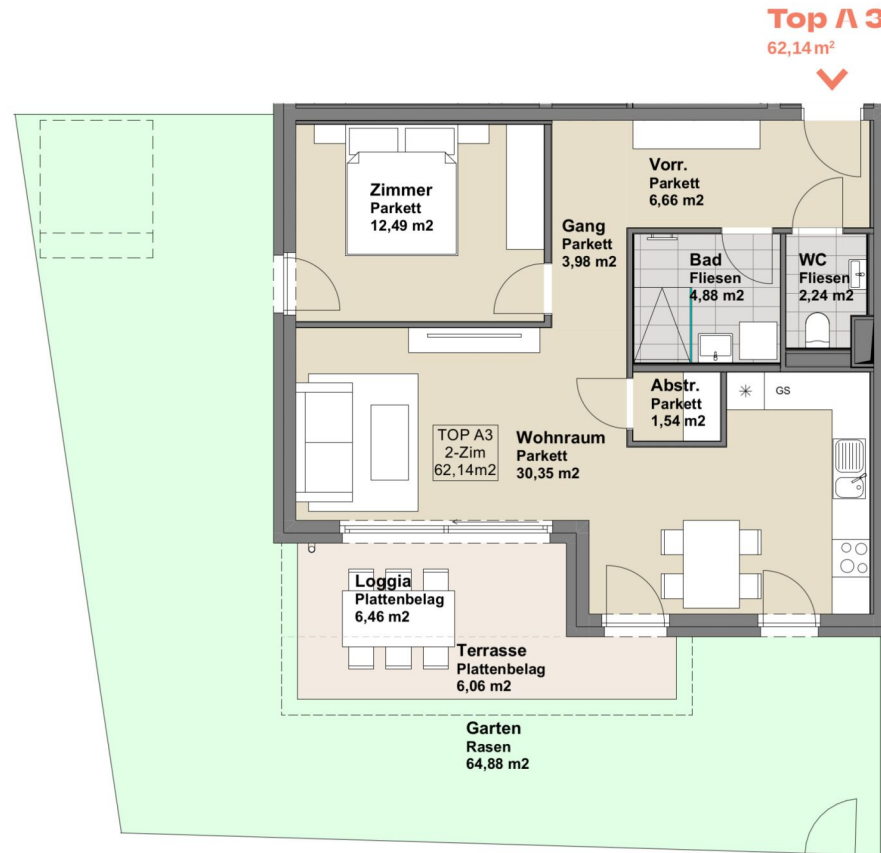 Top A 3
62,14 m²
Zimmer
Parkett
12,49 m2
Vorr.
Parkett
6,66 m2
Gang
Parkett
3,98 m2
Bad
Fliesen
4,88 m2
WC
Fliesen
2,24 m2
Abstr.
Parkett
1,54 m2
GS
TOP A3
2-Zim
62,14m2
Wohnraum
Parkett
30,35 m2
Loggia
Plattenbelag
6,46 m2
Terrasse
Plattenbelag
6,06 m2
Garten
Rasen
64,88 m2